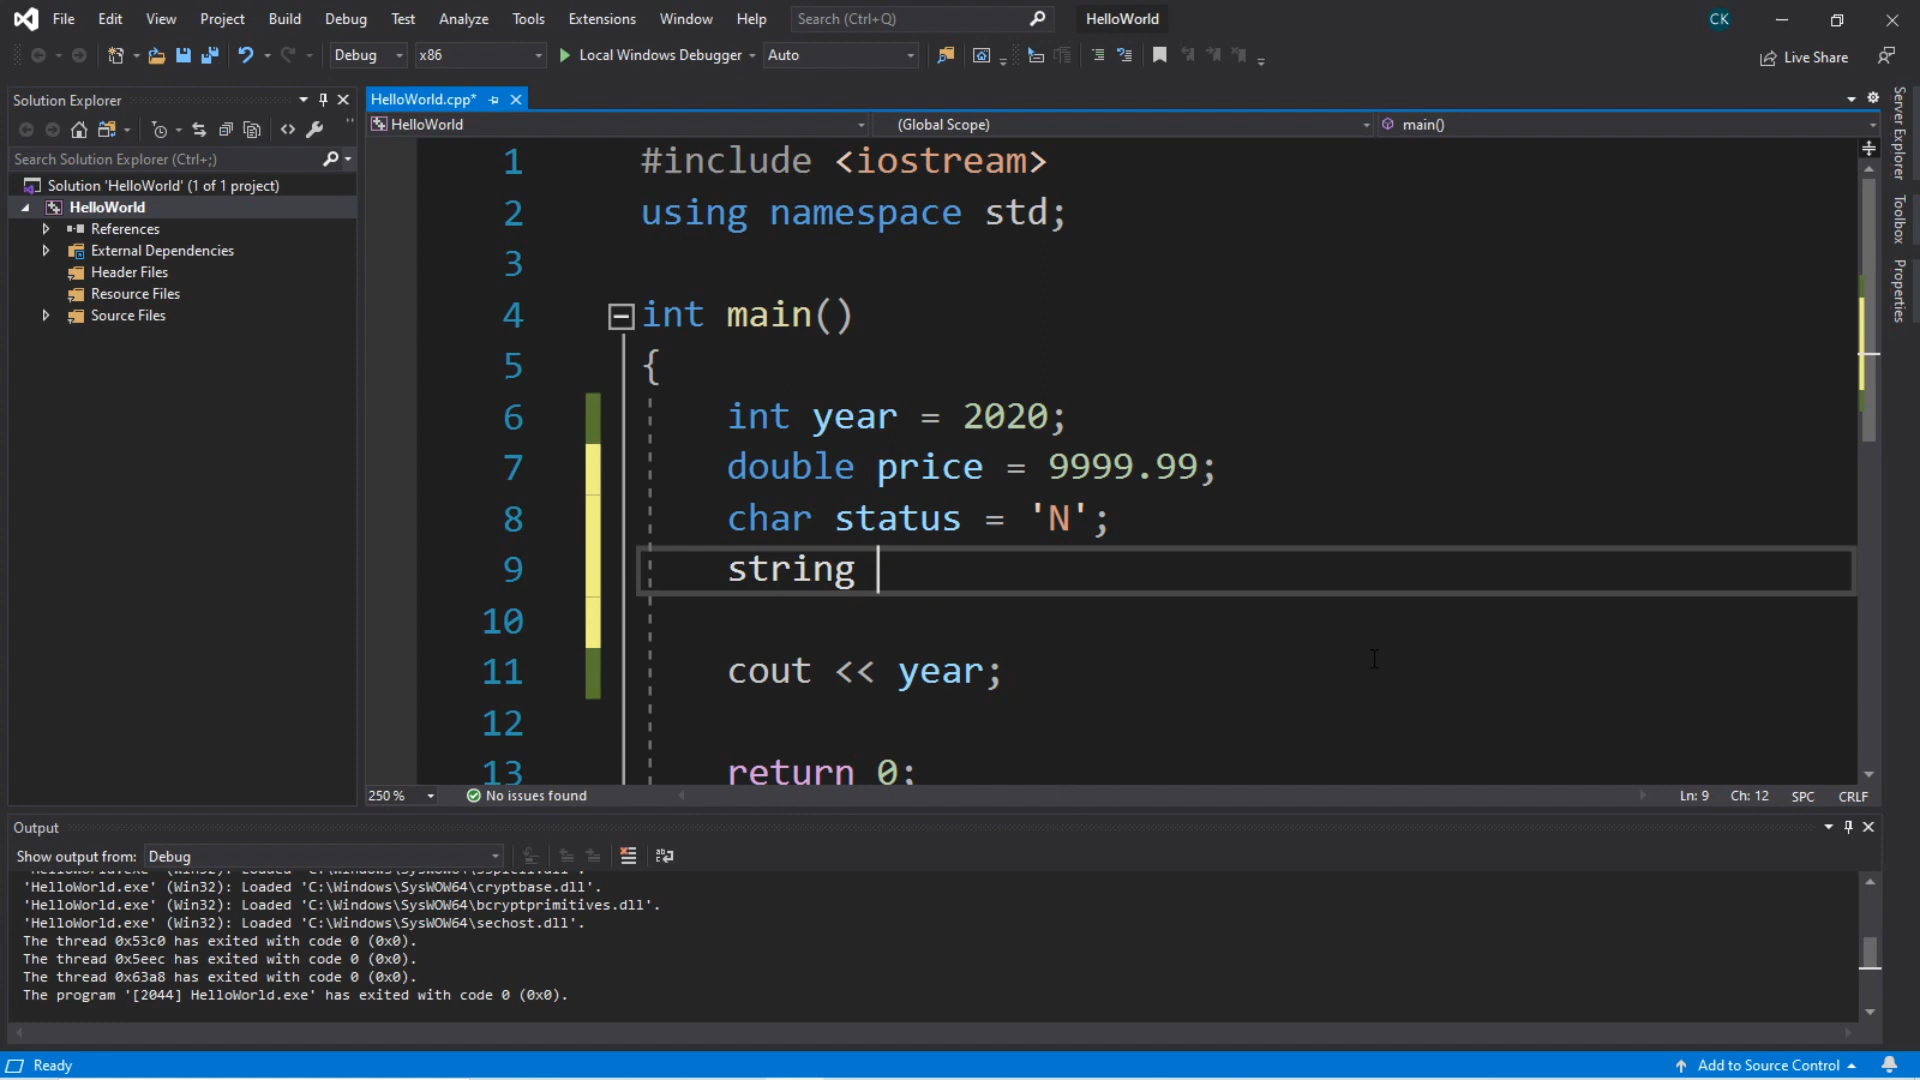 File Edit View Project Build Debug Test Analyze Tools Extensions Window Help Search (Ctrl+Q) HelloWorld CK
Debug x86 Local Windows Debugger Auto Live Share
Solution Explorer
Search Solution Explorer (Ctrl+;)
Solution 'HelloWorld' (1 of 1 project)
HelloWorld
References
External Dependencies
Header Files
Resource Files
Source Files
HelloWorld.cpp*
HelloWorld (Global Scope) main()
1 #include <iostream>
2 using namespace std;
3
4 int main()
5 {
6 int year = 2020;
7 double price = 9999.99;
8 char status = 'N';
9 string
10
11 cout << year;
12
13 return 0;
250 % No issues found Ln: 9 Ch: 12 SPC CRLF
Server Explorer
Toolbox
Properties
Output
Show output from: Debug
'HelloWorld.exe' (Win32): Loaded 'C:\Windows\SysWOW64\cryptbase.dll'.
'HelloWorld.exe' (Win32): Loaded 'C:\Windows\SysWOW64\bcryptprimitives.dll'.
'HelloWorld.exe' (Win32): Loaded 'C:\Windows\SysWOW64\sechost.dll'.
The thread 0x53c0 has exited with code 0 (0x0).
The thread 0x5eec has exited with code 0 (0x0).
The thread 0x63a8 has exited with code 0 (0x0).
The program '[2044] HelloWorld.exe' has exited with code 0 (0x0).
Ready Add to Source Control